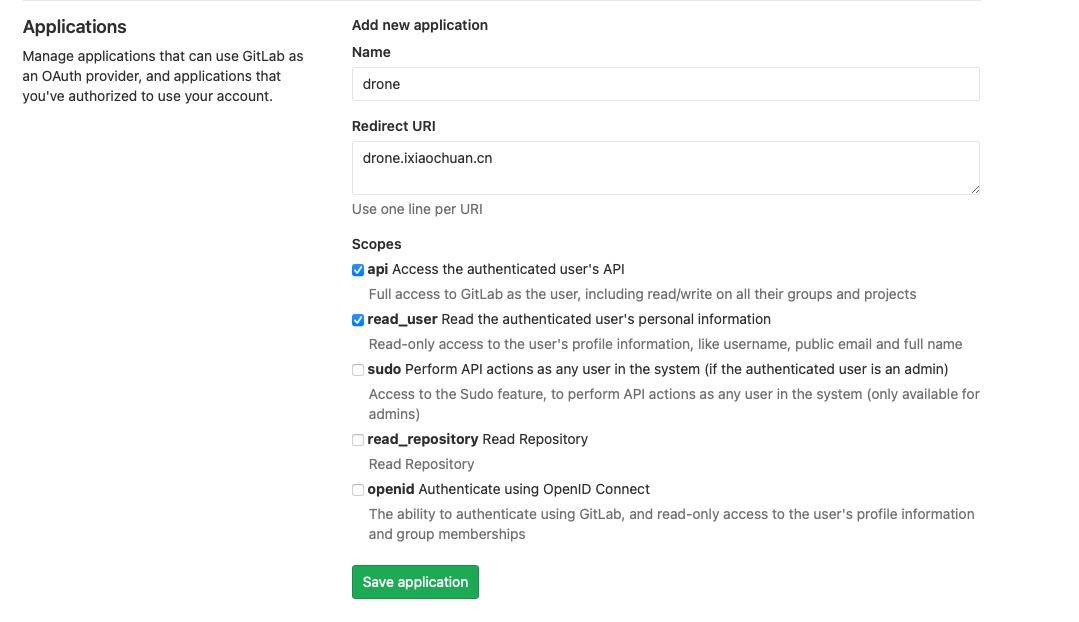 Applications
Manage applications that can use GitLab as
an OAuth provider, and applications that
you've authorized to use your account.
Add new application
Name
drone
Redirect URI
drone.ixiaochuan.cn
Use one line per URI
Scopes
api Access the authenticated user's API
Full access to GitLab as the user, including read/write on all their groups and projects
read_user Read the authenticated user's personal information
Read-only access to the user's profile information, like username, public email and full name
sudo Perform API actions as any user in the system (if the authenticated user is an admin)
Access to the Sudo feature, to perform API actions as any user in the system (only available for
admins)
read_repository Read Repository
Read Repository
openid Authenticate using OpenID Connect
The ability to authenticate using GitLab, and read-only access to the user's profile information
and group memberships
Save application